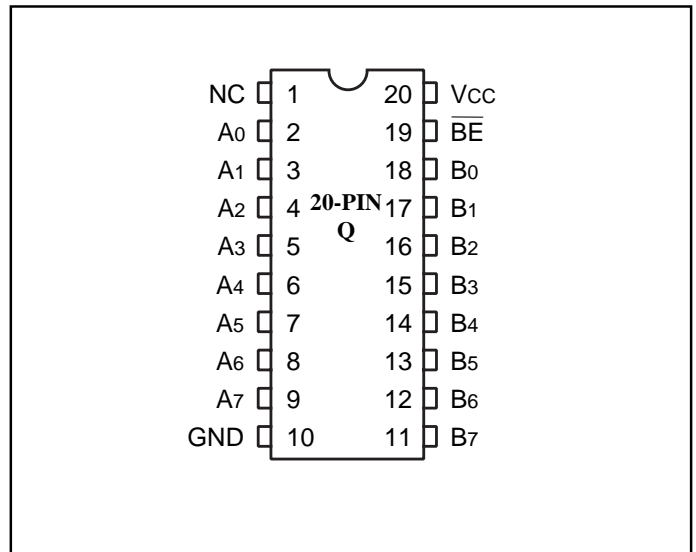 NC 1 20 VCC
A0 2 19 B̅E̅
A1 3 18 B0
A2 4 20-PIN 17 B1
Q
A3 5 16 B2
A4 6 15 B3
A5 7 14 B4
A6 8 13 B5
A7 9 12 B6
GND 10 11 B7